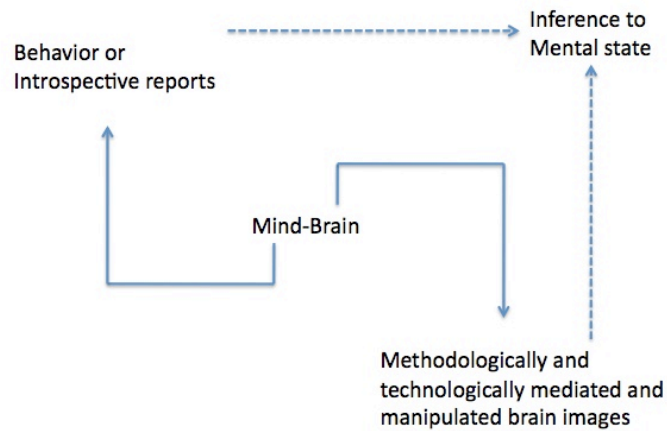 Inference to
Mental state
Behavior or
Introspective reports
Mind-Brain
Methodologically and
technologically mediated and
manipulated brain images